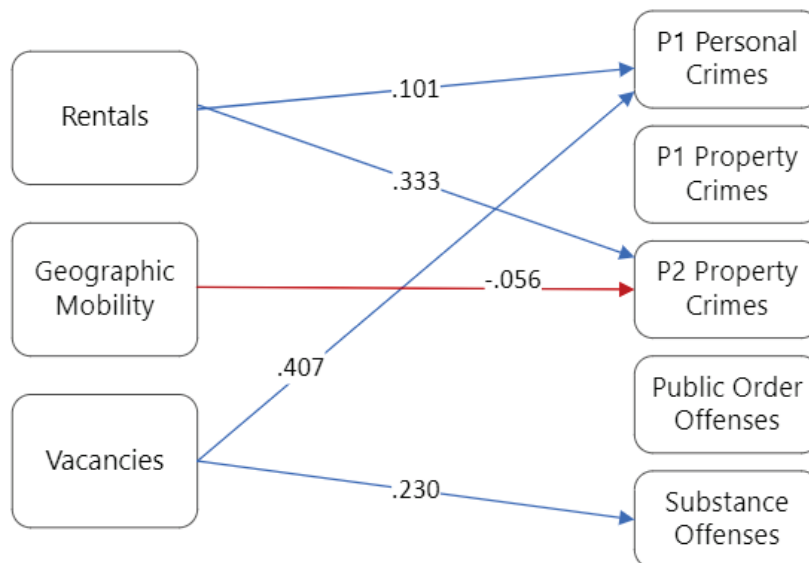 P1 Personal
Crimes
Rentals
.101
P1 Property
Crimes
.333
Geographic
Mobility
-.056
P2 Property
Crimes
.407
Public Order
Offenses
Vacancies
.230
Substance
Offenses